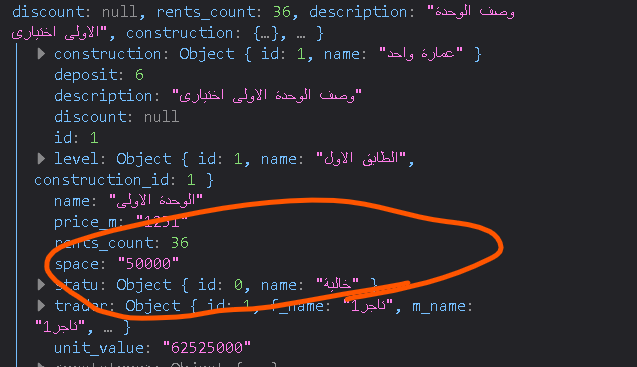 discount: null, rents_count: 36, description: "وصف الوحدة
الاولى اختبارى", construction: {…}, … }
construction: Object { id: 1, name: "عمارة واحد" }
deposit: 6
description: "وصف الوحدة الاولى اختبارى"
discount: null
id: 1
level: Object { id: 1, name: "الطابق الاول",
construction_id: 1 }
name: "الوحدة الاولى"
price_m: "1251"
rents_count: 36
space: "50000"
statu: Object { id: 0, name: "خالية" }
trader: Object { id: 1, f_name: "تاجر1", m_name:
"تاجر1", … }
unit_value: "62525000"